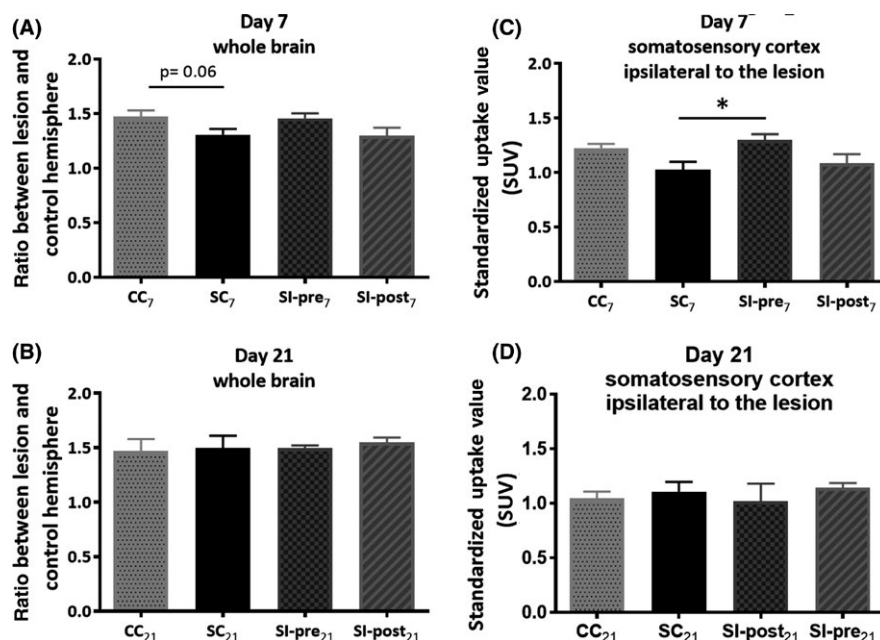 (A)
Day 7
whole brain
Ratio between lesion and
control hemisphere
2.0
1.5
1.0
0.5
0.0
p= 0.06
CC7 SC7 SI-pre7 SI-post7
(C)
Day 7
somatosensory cortex
ipsilateral to the lesion
Standardized uptake value
(SUV)
2.0
1.5
1.0
0.5
0.0
*
CC7 SC7 SI-pre7 SI-post7
(B)
Day 21
whole brain
Ratio between lesion and
control hemisphere
2.0
1.5
1.0
0.5
0.0
CC21 SC21 SI-pre21 SI-post21
(D)
Day 21
somatosensory cortex
ipsilateral to the lesion
Standardized uptake value
(SUV)
2.0
1.5
1.0
0.5
0.0
CC21 SC21 SI-post21 SI-pre21